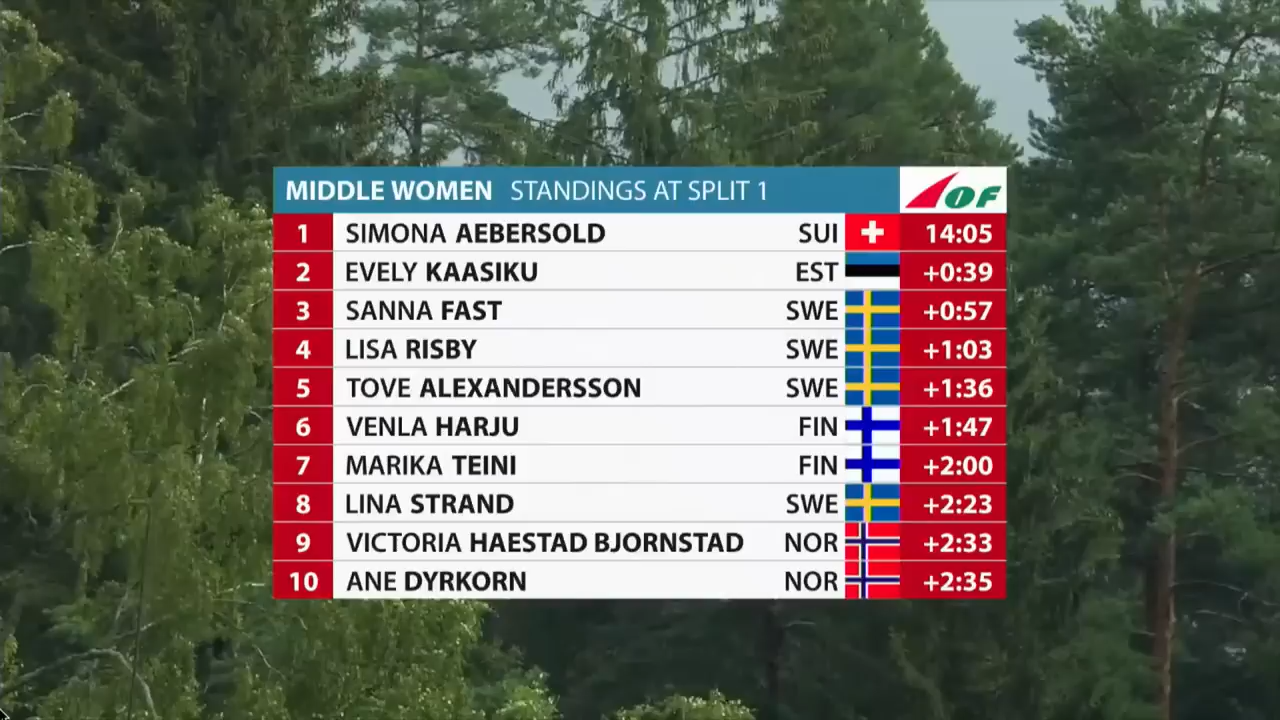 MIDDLE WOMEN STANDINGS AT SPLIT 1 IOF
1 SIMONA AEBERSOLD SUI 14:05
2 EVELY KAASIKU EST +0:39
3 SANNA FAST SWE +0:57
4 LISA RISBY SWE +1:03
5 TOVE ALEXANDERSSON SWE +1:36
6 VENLA HARJU FIN +1:47
7 MARIKA TEINI FIN +2:00
8 LINA STRAND SWE +2:23
9 VICTORIA HAESTAD BJORNSTAD NOR +2:33
10 ANE DYRKORN NOR +2:35